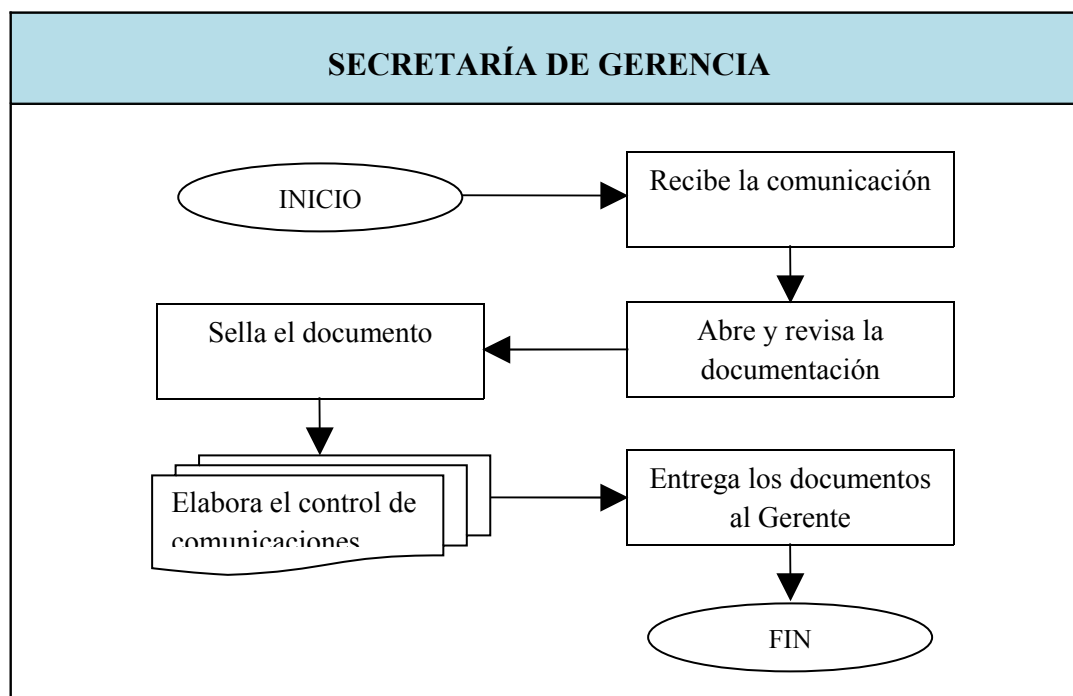 SECRETARÍA DE GERENCIA
INICIO
Recibe la comunicación
Abre y revisa la
documentación
Sella el documento
Elabora el control de
comunicaciones
Entrega los documentos
al Gerente
FIN